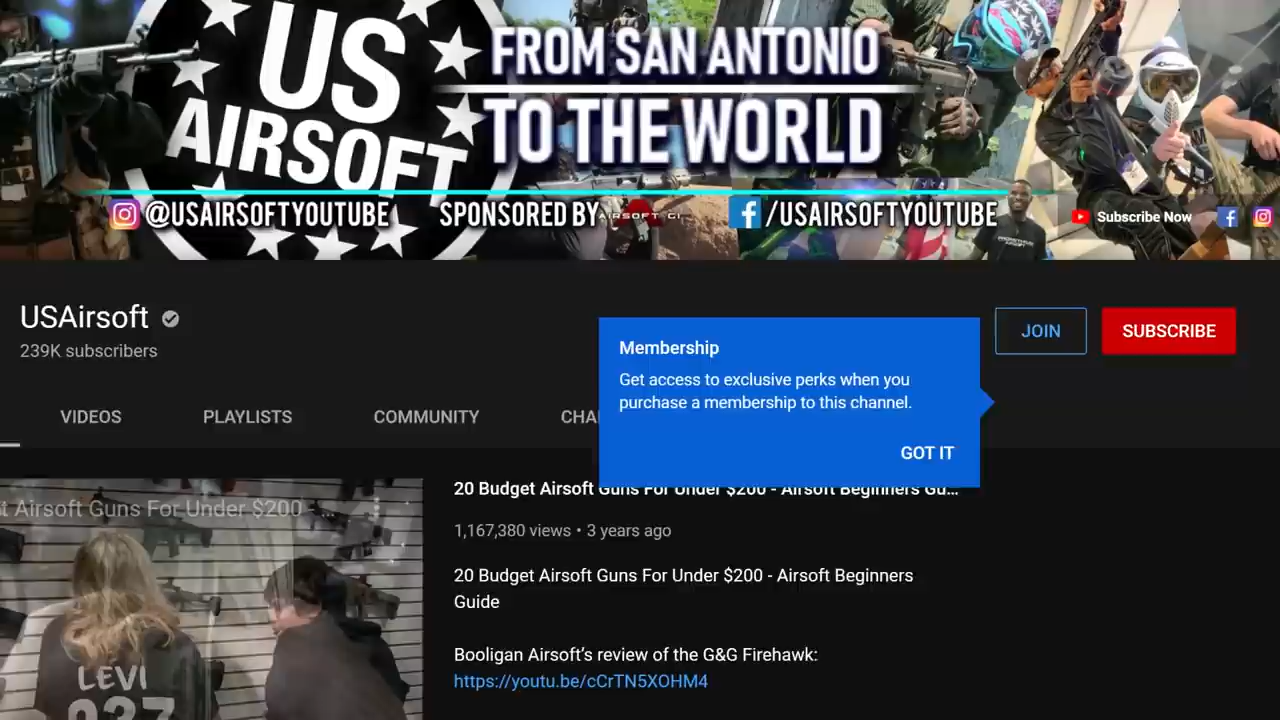 US
AIRSOFT
FROM SAN ANTONIO
TO THE WORLD
@USAIRSOFTYOUTUBE
SPONSORED BY
AIRSOFT GI
/USAIRSOFTYOUTUBE
Subscribe Now
USAirsoft
239K subscribers
JOIN
SUBSCRIBE
Membership
Get access to exclusive perks when you
purchase a membership to this channel.
GOT IT
VIDEOS
PLAYLISTS
COMMUNITY
CHA
t Airsoft Guns For Under $200 - ...
LEVI
037
20 Budget Airsoft Guns For Under $200 - Airsoft Beginners Gu...
1,167,380 views • 3 years ago
20 Budget Airsoft Guns For Under $200 - Airsoft Beginners
Guide
Booligan Airsoft’s review of the G&G Firehawk:
https://youtu.be/cCrTN5XOHM4